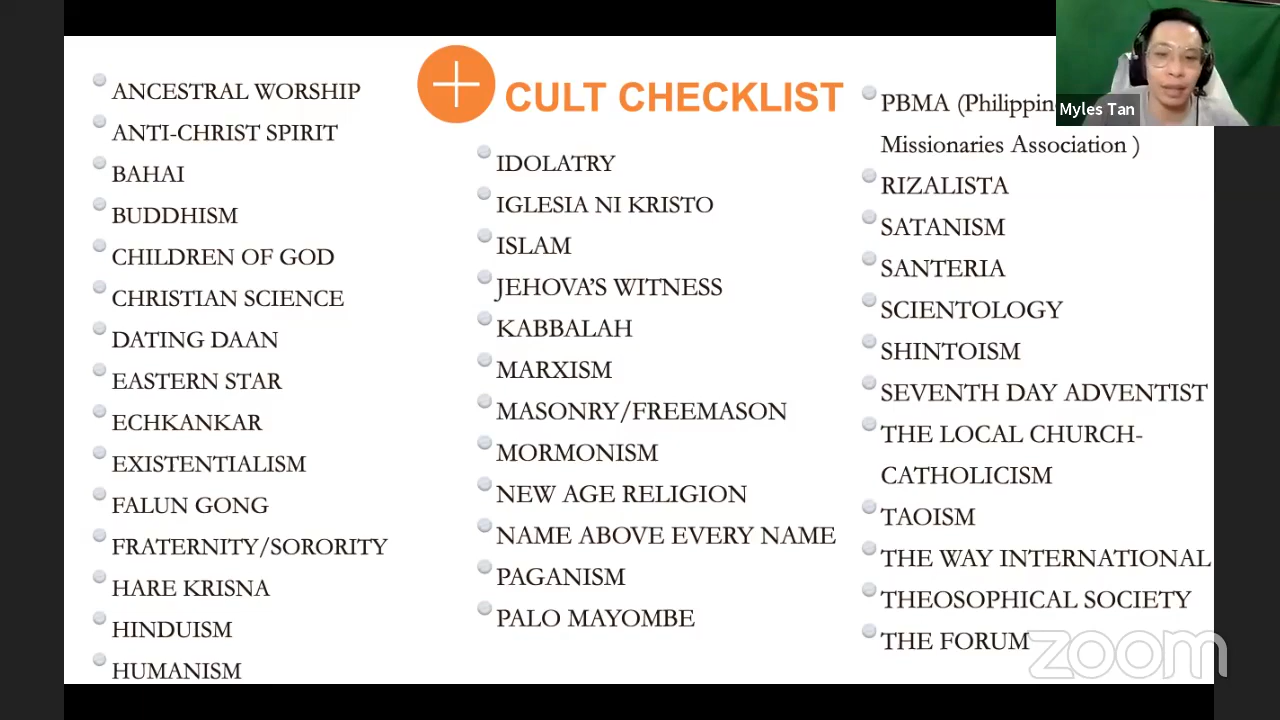 CULT CHECKLIST
ANCESTRAL WORSHIP
ANTI-CHRIST SPIRIT
BAHAI
BUDDHISM
CHILDREN OF GOD
CHRISTIAN SCIENCE
DATING DAAN
EASTERN STAR
ECHKANKAR
EXISTENTIALISM
FALUN GONG
FRATERNITY/SORORITY
HARE KRISNA
HINDUISM
HUMANISM
IDOLATRY
IGLESIA NI KRISTO
ISLAM
JEHOVA'S WITNESS
KABBALAH
MARXISM
MASONRY/FREEMASON
MORMONISM
NEW AGE RELIGION
NAME ABOVE EVERY NAME
PAGANISM
PALO MAYOMBE
PBMA
Missionaries Association )
RIZALISTA
SATANISM
SANTERIA
SCIENTOLOGY
SHINTOISM
SEVENTH DAY ADVENTIST
THE LOCAL CHURCH-
CATHOLICISM
TAOISM
THE WAY INTERNATIONAL
THEOSOPHICAL SOCIETY
THE FORUM
Myles Tan
zoom